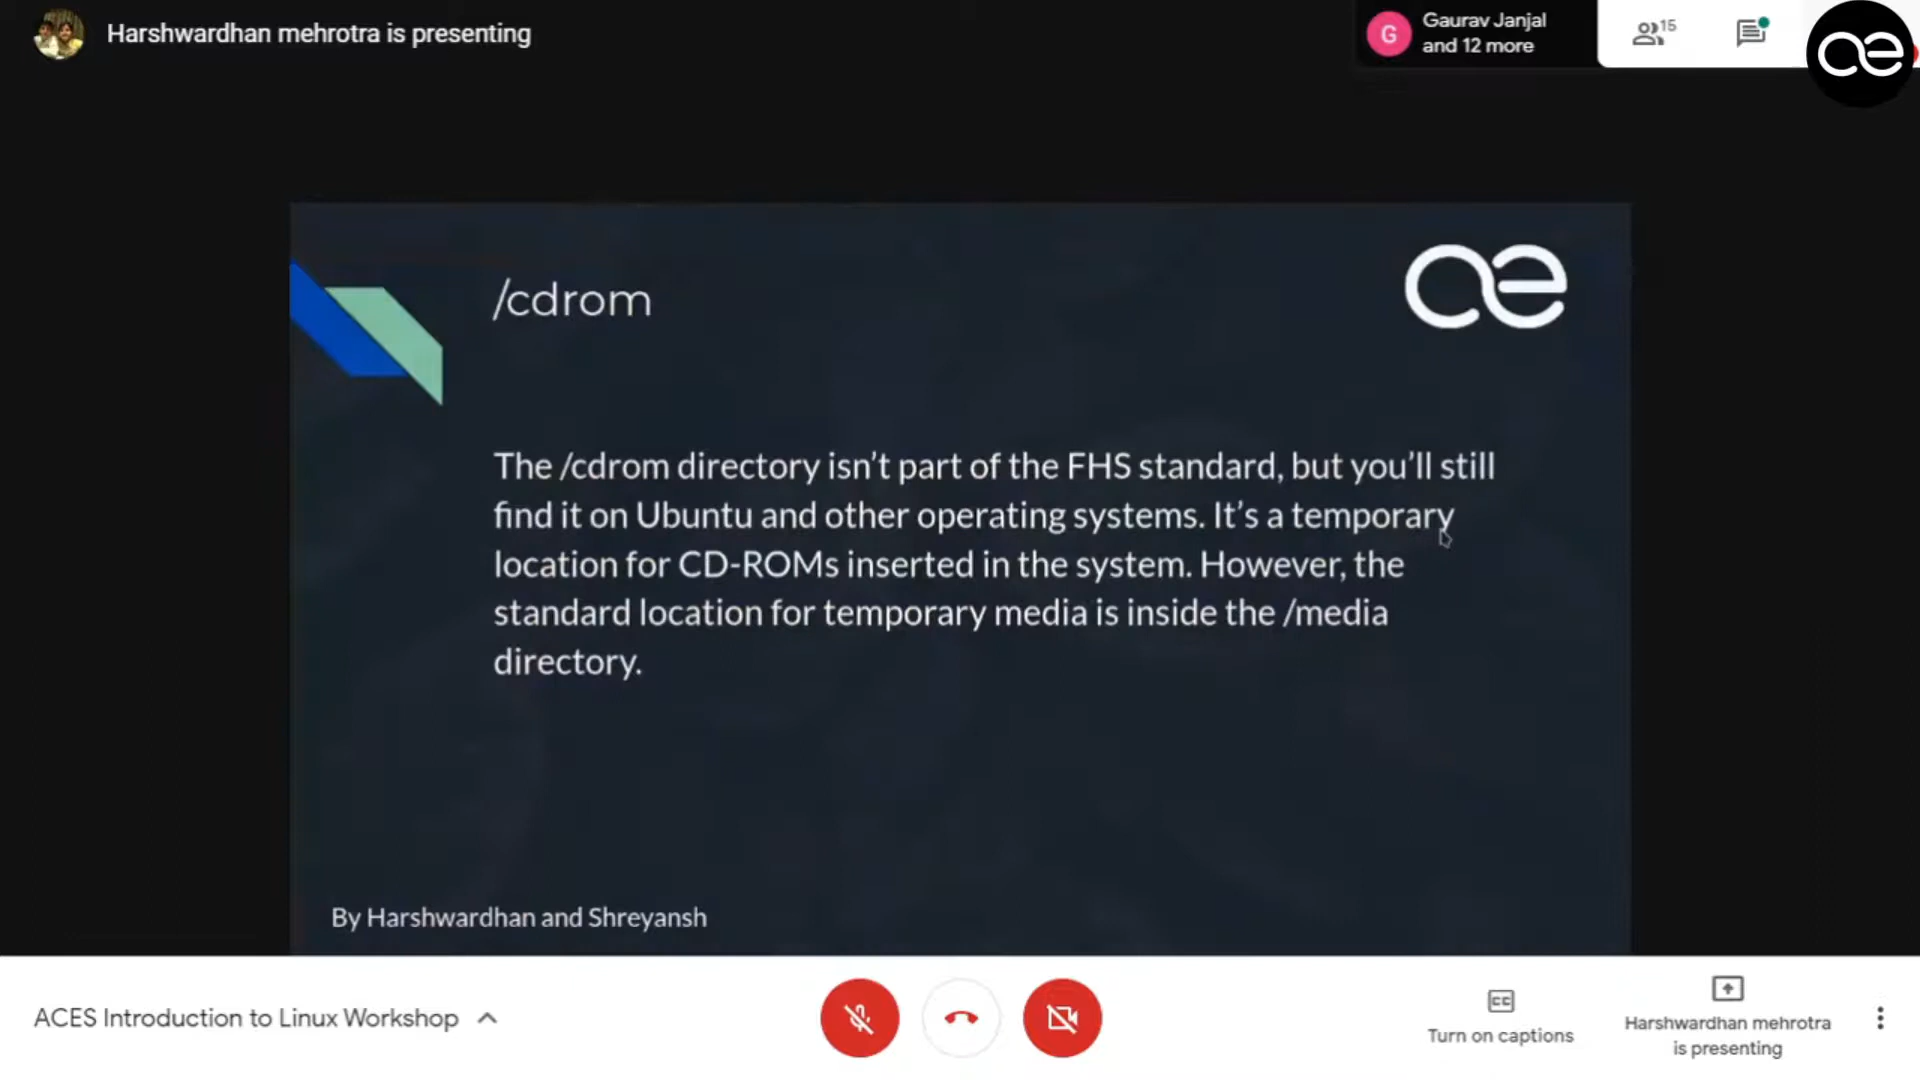 Harshwardhan mehrotra is presenting
G
Gaurav Janjal
and 12 more
15
/cdrom
The /cdrom directory isn’t part of the FHS standard, but you’ll still
find it on Ubuntu and other operating systems. It’s a temporary
location for CD-ROMs inserted in the system. However, the
standard location for temporary media is inside the /media
directory.
By Harshwardhan and Shreyansh
ACES Introduction to Linux Workshop
CC
Turn on captions
Harshwardhan mehrotra
is presenting